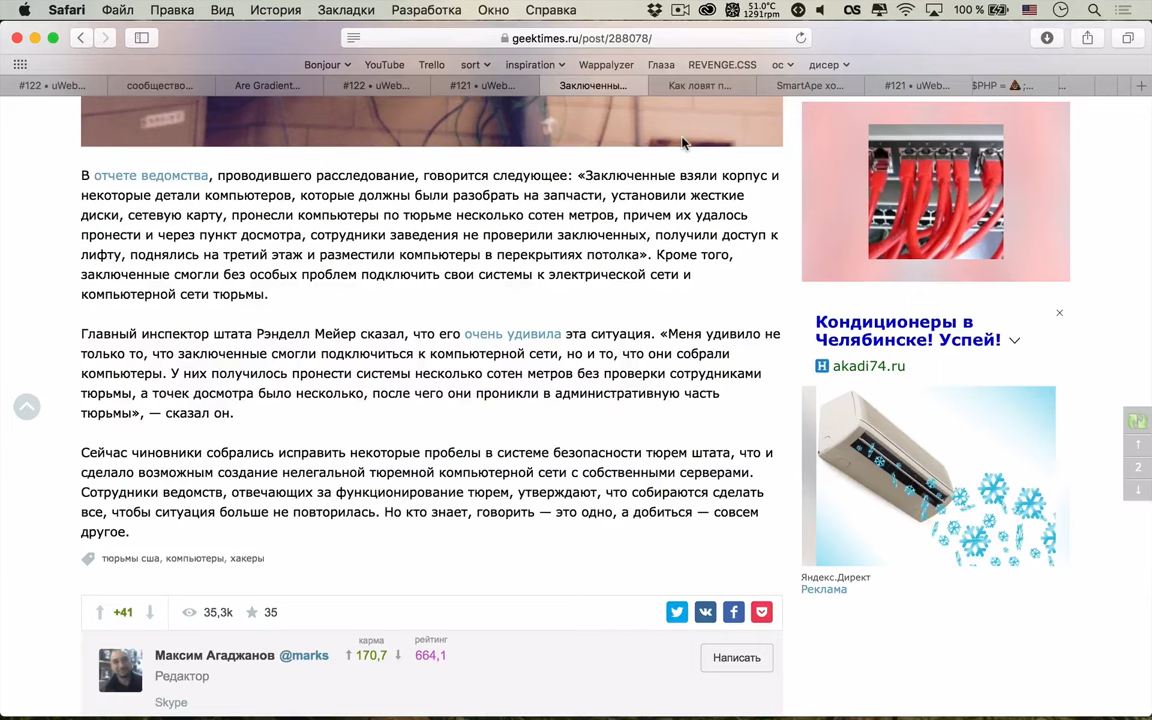 Safari Файл Правка Вид История Закладки Разработка Окно Справка 51.0°C 1291rpm 100 %
geektimes.ru/post/288078/
Bonjour YouTube Trello sort inspiration Wappalyzer Глаза REVENGE.CSS ос дисер
#122 • uWeb... сообщество... Are Gradient... #122 • uWeb... #121 • uWeb... Заключенны... Как ловят п... SmartApe хо... #121 • uWeb... $PHP = ;... ...
В отчете ведомства, проводившего расследование, говорится следующее: «Заключенные взяли корпус и
некоторые детали компьютеров, которые должны были разобрать на запчасти, установили жесткие
диски, сетевую карту, пронесли компьютеры по тюрьме несколько сотен метров, причем их удалось
пронести и через пункт досмотра, сотрудники заведения не проверили заключенных, получили доступ к
лифту, поднялись на третий этаж и разместили компьютеры в перекрытиях потолка». Кроме того,
заключенные смогли без особых проблем подключить свои системы к электрической сети и
компьютерной сети тюрьмы.
Главный инспектор штата Рэнделл Мейер сказал, что его очень удивила эта ситуация. «Меня удивило не
только то, что заключенные смогли подключиться к компьютерной сети, но и то, что они собрали
компьютеры. У них получилось пронести системы несколько сотен метров без проверки сотрудниками
тюрьмы, а точек досмотра было несколько, после чего они проникли в административную часть
тюрьмы», — сказал он.
Сейчас чиновники собрались исправить некоторые пробелы в системе безопасности тюрем штата, что и
сделало возможным создание нелегальной тюремной компьютерной сети с собственными серверами.
Сотрудники ведомств, отвечающих за функционирование тюрем, утверждают, что собираются сделать
все, чтобы ситуация больше не повторилась. Но кто знает, говорить — это одно, а добиться — совсем
другое.
тюрьмы сша, компьютеры, хакеры
+41 35,3k 35
Максим Агаджанов @marks
Редактор
Skype
карма
170,7
рейтинг
664,1
Написать
Кондиционеры в
Челябинске! Успей!
akadi74.ru
Яндекс.Директ
Реклама
2